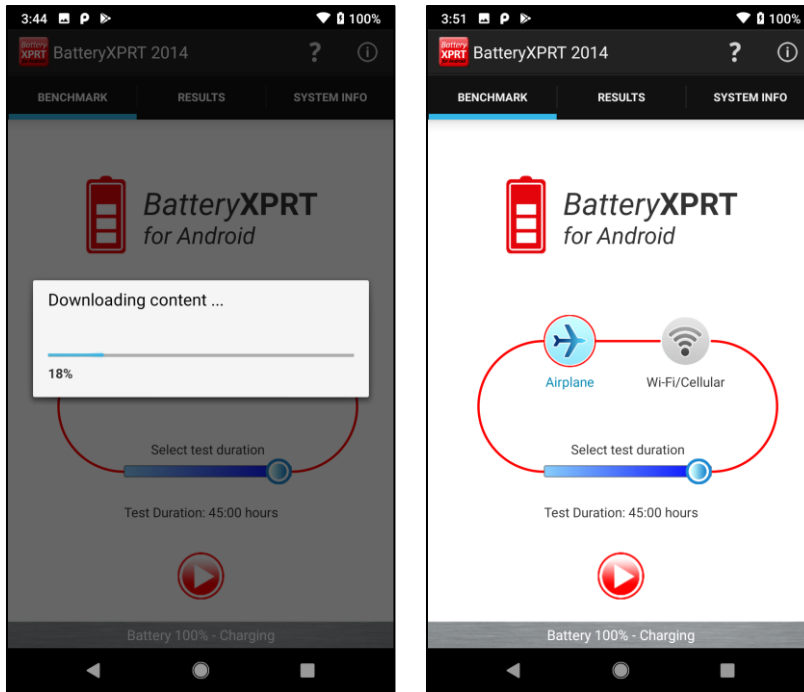 3:44 100%
Battery
XPRT
BatteryXPRT 2014 ?
BENCHMARK RESULTS SYSTEM INFO
BatteryXPRT
for Android
Downloading content ...
18%
Select test duration
Test Duration: 45:00 hours
Battery 100% - Charging
3:51 100%
Battery
XPRT
BatteryXPRT 2014 ?
BENCHMARK RESULTS SYSTEM INFO
BatteryXPRT
for Android
Airplane Wi-Fi/Cellular
Select test duration
Test Duration: 45:00 hours
Battery 100% - Charging